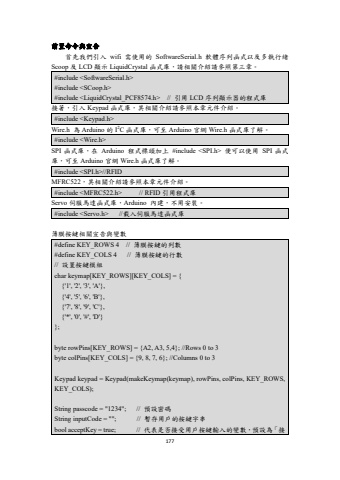 前置命令與宣告
首先我們引入 wifi 需使用的 SoftwareSerial.h 軟體序列函式以及多執行緒
Scoop 及 LCD 顯示 LiquidCrystal 函式庫，請相關介紹請參照第三章。
#include <SoftwareSerial.h>
#include <SCoop.h>
#include <LiquidCrystal_PCF8574.h> // 引用 LCD 序列顯示器的程式庫
接著，引入 Keypad 函式庫，其相關介紹請參照本章元件介紹。
#include <Keypad.h>
Wire.h 為 Arduino 的 I²C 函式庫，可至 Arduino 官網 Wire.h 函式庫了解。
#include <Wire.h>
SPI 函式庫，在 Arduino 程式標頭加上 #include <SPI.h> 便可以使用 SPI 函式
庫，可至 Arduino 官網 Wire.h 函式庫了解。
#include <SPI.h>//RFID
MFRC522，其相關介紹請參照本章元件介紹。
#include <MFRC522.h> // RFID 引用程式庫
Servo 伺服馬達函式庫，Arduino 內建，不用安裝。
#include <Servo.h> //載入伺服馬達函式庫
薄膜按鍵相關宣告與變數
#define KEY_ROWS 4 // 薄膜按鍵的列數
#define KEY_COLS 4 // 薄膜按鍵的行數
// 設置按鍵模組
char keymap[KEY_ROWS][KEY_COLS] = {
{'1', '2', '3', 'A'},
{'4', '5', '6', 'B'},
{'7', '8', '9', 'C'},
{'*', '0', '#', 'D'}
};
byte rowPins[KEY_ROWS] = {A2, A3, 5,4}; //Rows 0 to 3
byte colPins[KEY_COLS] = {9, 8, 7, 6}; //Columns 0 to 3
Keypad keypad = Keypad(makeKeymap(keymap), rowPins, colPins, KEY_ROWS,
KEY_COLS);
String passcode = "1234"; // 預設密碼
String inputCode = ""; // 暫存用戶的按鍵字串
bool acceptKey = true; // 代表是否接受用戶按鍵輸入的變數，預設為「接
177